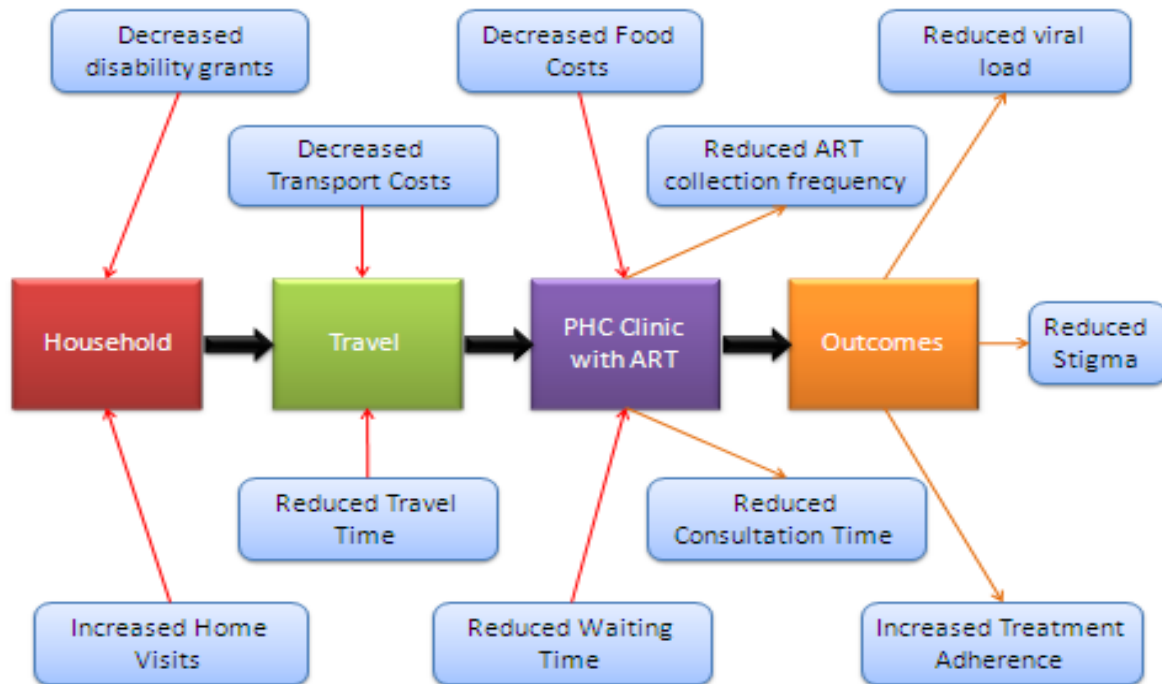 Decreased
disability grants
Decreased Food
Costs
Reduced viral
load
Decreased
Transport Costs
Reduced ART
collection frequency
Household
Travel
PHC Clinic
with ART
Outcomes
Reduced
Stigma
Reduced Travel
Time
Reduced
Consultation Time
Increased Home
Visits
Reduced Waiting
Time
Increased Treatment
Adherence